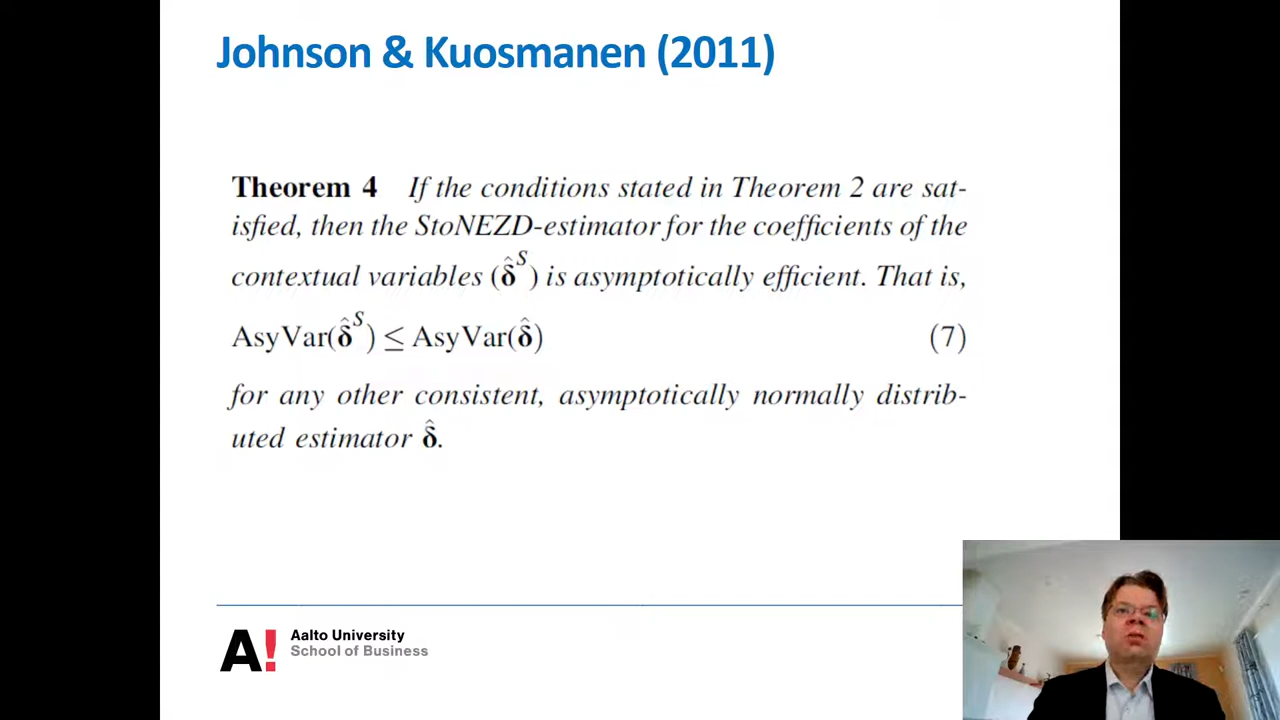 Johnson & Kuosmanen (2011)
Theorem 4 If the conditions stated in Theorem 2 are sat-
isfied, then the StoNEZD-estimator for the coefficients of the
contextual variables (δ̂^S) is asymptotically efficient. That is,
AsyVar(δ̂^S) ≤ AsyVar(δ̂) (7)
for any other consistent, asymptotically normally distrib-
uted estimator δ̂.
A!
Aalto University
School of Business